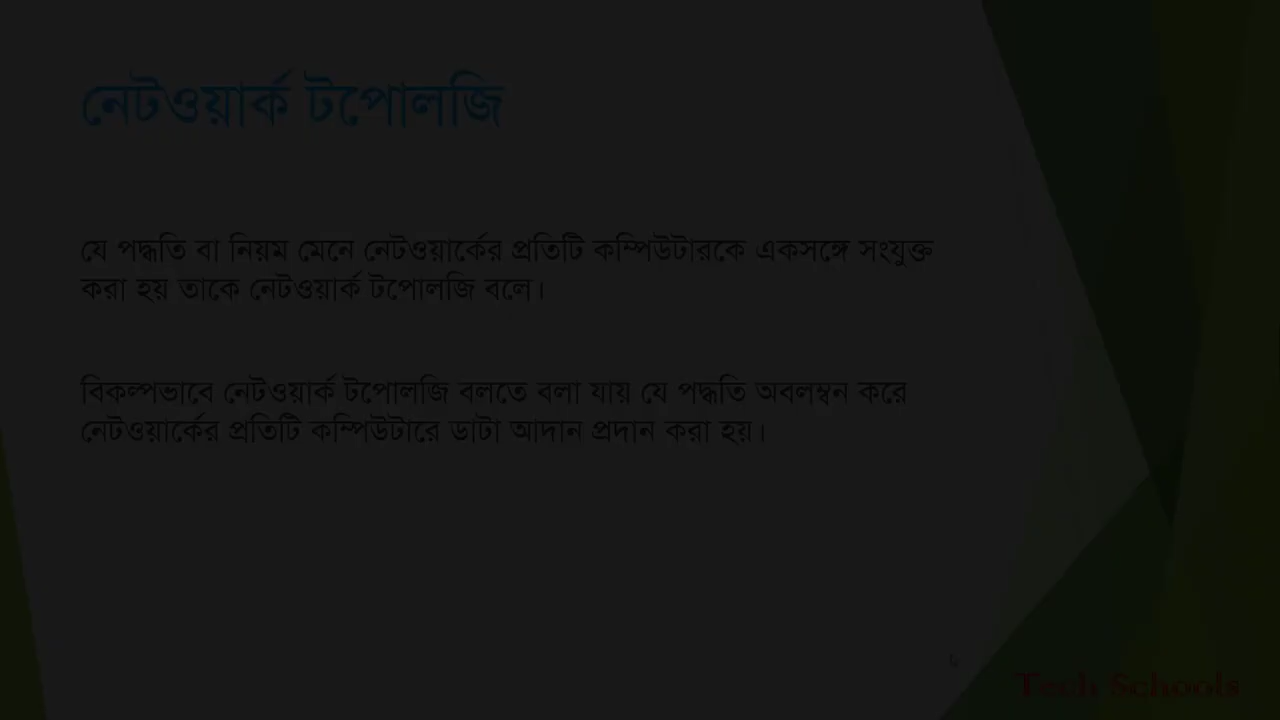 নেটওয়ার্ক টপোলজি
যে পদ্ধতি বা নিয়ম মেনে নেটওয়ার্কের প্রতিটি কম্পিউটারকে একসঙ্গে সংযুক্ত
করা হয় তাকে নেটওয়ার্ক টপোলজি বলে।
বিকল্পভাবে নেটওয়ার্ক টপোলজি বলতে বলা যায় যে পদ্ধতি অবলম্বন করে
নেটওয়ার্কের প্রতিটি কম্পিউটারে ডাটা আদান প্রদান করা হয়।
Tech Schools